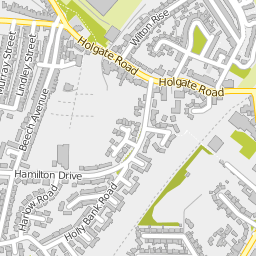 Wilton Rise
Holgate Road
Holgate Road
Murray Street
Lindley Street
Beech Avenue
Hamilton Drive
Harlow Road
Holly Bank Road